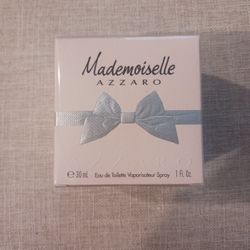 Mademoiselle
AZZARO
℮ 30 ml Eau de Toilette Vaporisateur Spray 1 Fl. Oz.